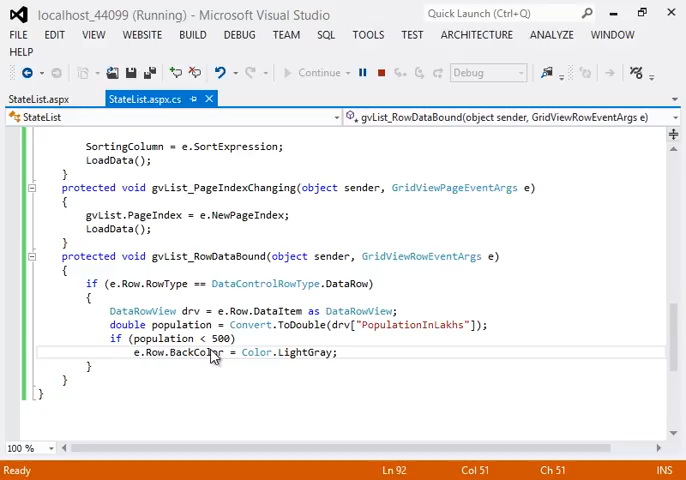 localhost_44099 (Running) - Microsoft Visual Studio
Quick Launch (Ctrl+Q)
FILE EDIT VIEW WEBSITE BUILD DEBUG TEAM SQL TOOLS TEST ARCHITECTURE ANALYZE WINDOW
HELP
Continue
Debug
StateList.aspx
StateList.aspx.cs
StateList
gvList_RowDataBound(object sender, GridViewRowEventArgs e)
SortingColumn = e.SortExpression;
LoadData();
}
protected void gvList_PageIndexChanging(object sender, GridViewPageEventArgs e)
{
gvList.PageIndex = e.NewPageIndex;
LoadData();
}
protected void gvList_RowDataBound(object sender, GridViewRowEventArgs e)
{
if (e.Row.RowType == DataControlRowType.DataRow)
{
DataRowView drv = e.Row.DataItem as DataRowView;
double population = Convert.ToDouble(drv["PopulationInLakhs"]);
if (population < 500)
e.Row.BackColor = Color.LightGray;
}
}
}
100 %
Ready
Ln 92
Col 51
Ch 51
INS